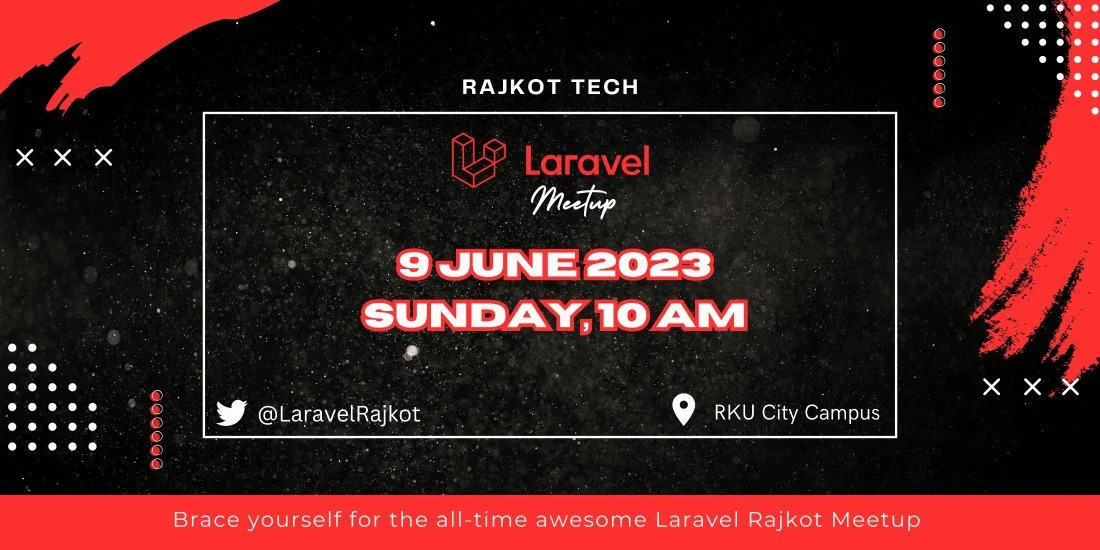 RAJKOT TECH
Laravel
Meetup
9 JUNE 2023
SUNDAY, 10 AM
@LaravelRajkot
RKU City Campus
Brace yourself for the all-time awesome Laravel Rajkot Meetup